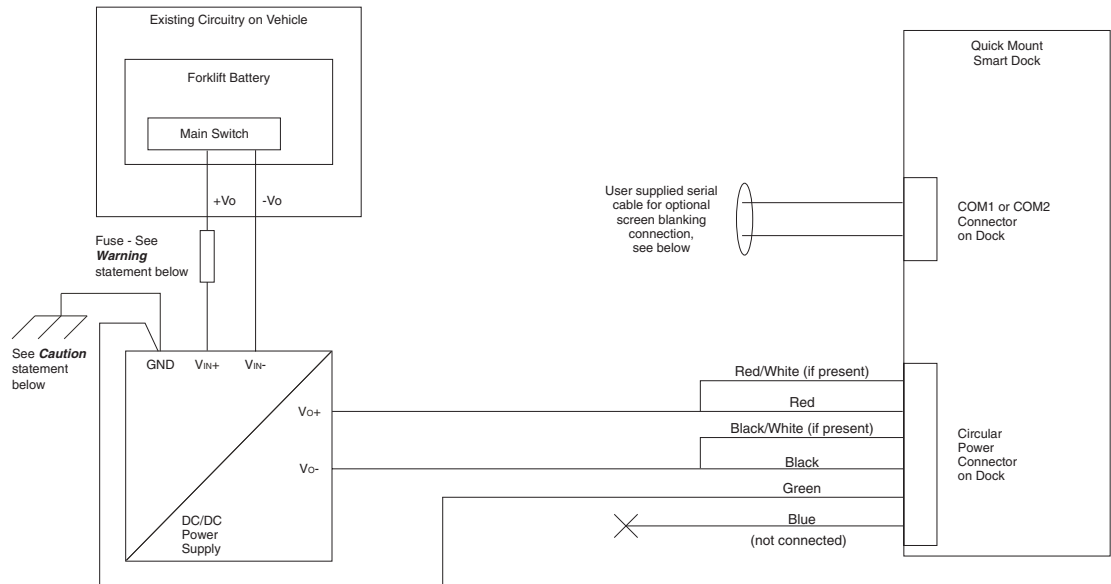 Existing Circuitry on Vehicle
Forklift Battery
Main Switch
+Vo
-Vo
Fuse - See
Warning
statement below
See Caution
statement
below
GND
VIN+
VIN-
VO+
VO-
DC/DC
Power
Supply
Quick Mount
Smart Dock
User supplied serial
cable for optional
screen blanking
connection,
see below
COM1 or COM2
Connector
on Dock
Red/White (if present)
Red
Black/White (if present)
Black
Green
Blue
(not connected)
Circular
Power
Connector
on Dock